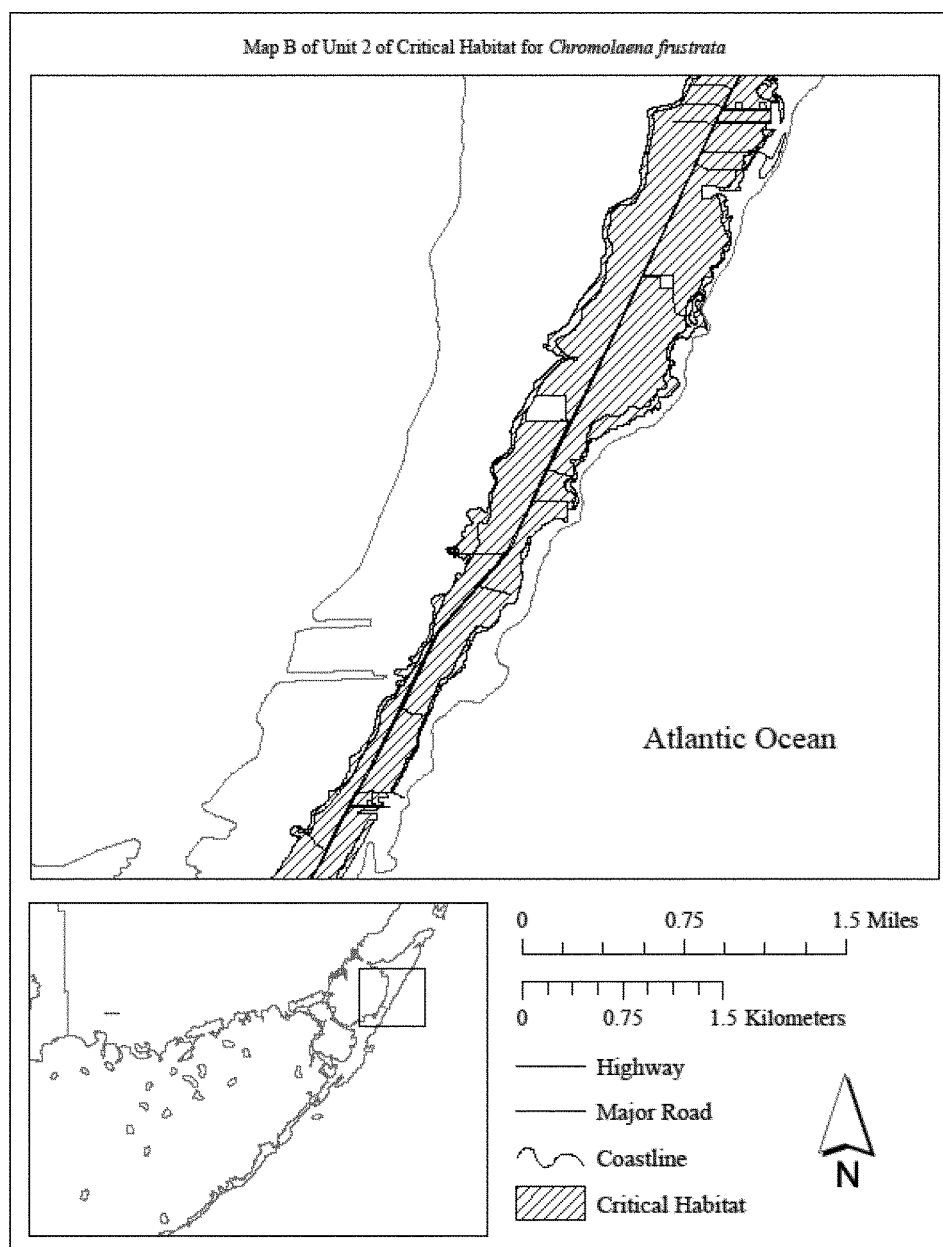 Map B of Unit 2 of Critical Habitat for Chromolaena frustrata
Atlantic Ocean
0 0.75 1.5 Miles
0 0.75 1.5 Kilometers
Highway
Major Road
Coastline
Critical Habitat
N